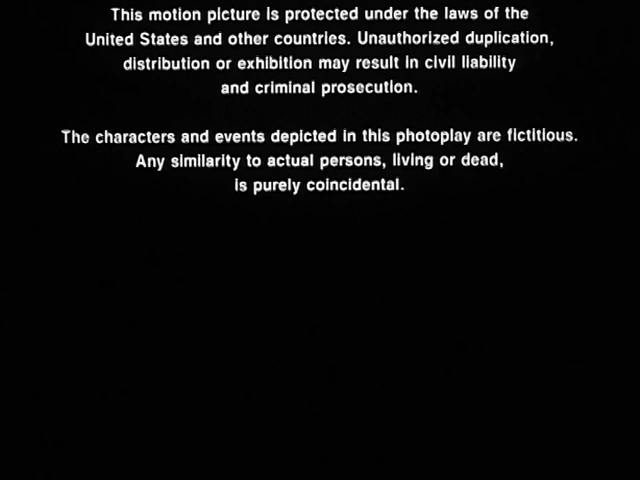 This motion picture is protected under the laws of the
United States and other countries. Unauthorized duplication,
distribution or exhibition may result in civil liability
and criminal prosecution.
The characters and events depicted in this photoplay are fictitious.
Any similarity to actual persons, living or dead,
is purely coincidental.